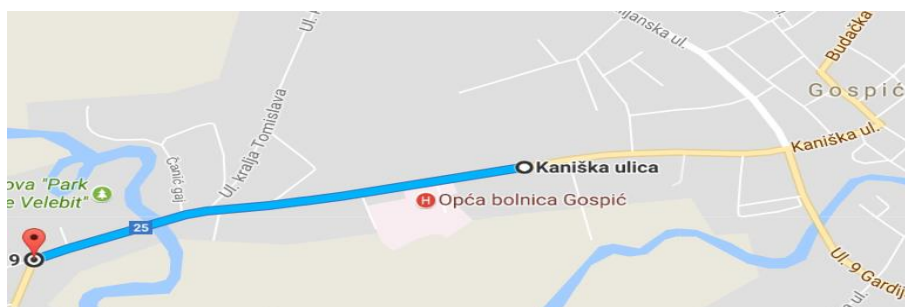 Budačka
Gospić
Kaniška ul.
Kaniška ulica
Ul. kralja Tomislava
Čanić gaj
ova "Park
e Velebit"
Opća bolnica Gospić
H
25
9
Ul. 9 Gardij